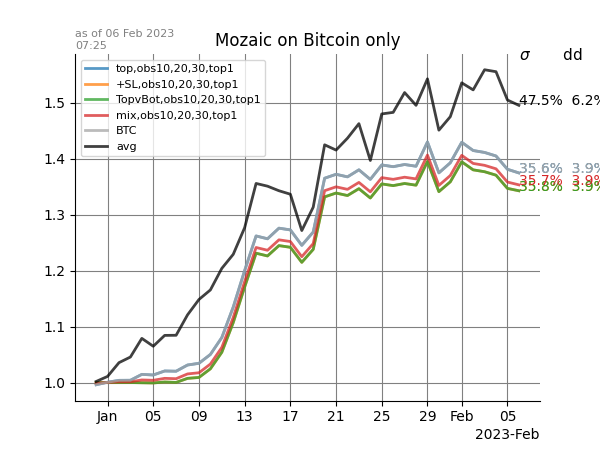 as of 06 Feb 2023
07:25
Mozaic on Bitcoin only
σ dd
top,obs10,20,30,top1
+SL,obs10,20,30,top1
TopvBot,obs10,20,30,top1
mix,obs10,20,30,top1
BTC
avg
47.5% 6.2%
35.6% 3.9%
35.7% 3.9%
35.8% 3.9%
1.5
1.4
1.3
1.2
1.1
1.0
Jan 05 09 13 17 21 25 29 Feb 05
2023-Feb